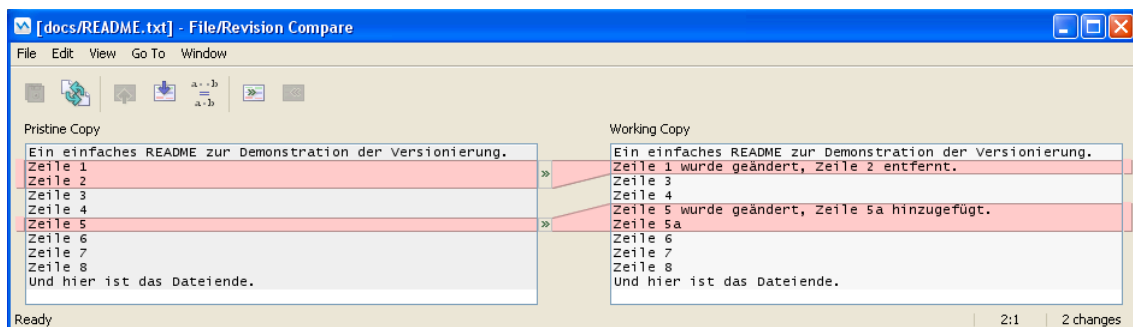 [docs/README.txt] - File/Revision Compare
File Edit View Go To Window
a--b
=
a-b
Pristine Copy
Ein einfaches README zur Demonstration der Versionierung.
Zeile 1
Zeile 2
Zeile 3
Zeile 4
Zeile 5
Zeile 6
Zeile 7
Zeile 8
Und hier ist das Dateiende.
Working Copy
Ein einfaches README zur Demonstration der Versionierung.
Zeile 1 wurde geändert, Zeile 2 entfernt.
Zeile 3
Zeile 4
Zeile 5 wurde geändert, Zeile 5a hinzugefügt.
Zeile 5a
Zeile 6
Zeile 7
Zeile 8
Und hier ist das Dateiende.
Ready 2:1 2 changes